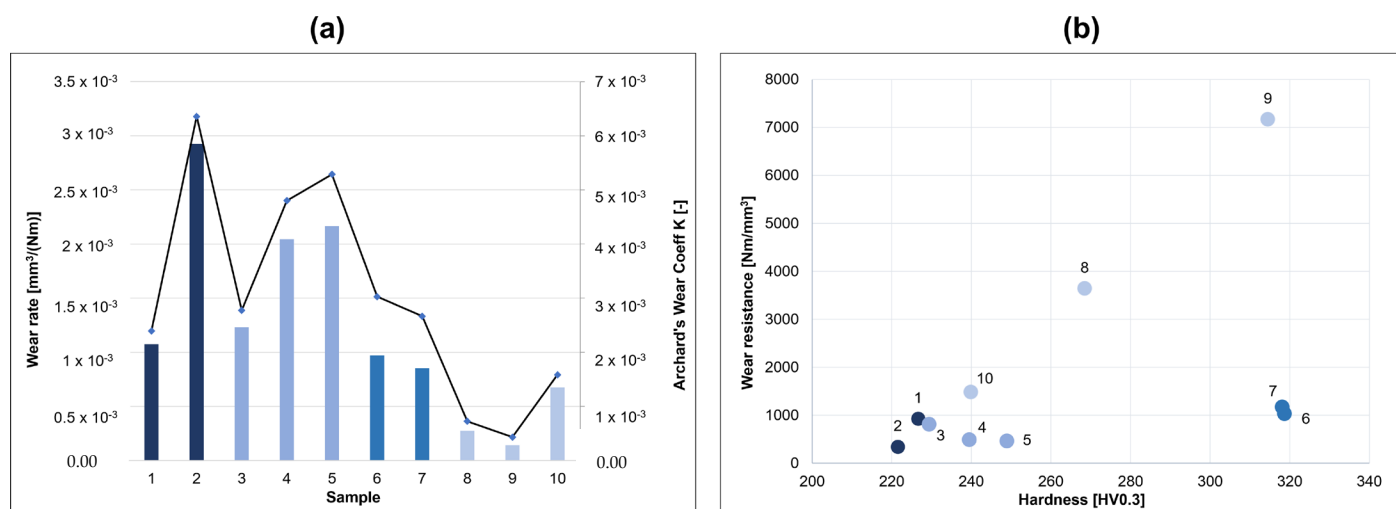 (a)
Wear rate [mm³/(Nm)]
3.5 x 10⁻³
3 x 10⁻³
2.5 x 10⁻³
2 x 10⁻³
1.5 x 10⁻³
1 x 10⁻³
0.5 x 10⁻³
0.00
7 x 10⁻³
6 x 10⁻³
5 x 10⁻³
4 x 10⁻³
3 x 10⁻³
2 x 10⁻³
1 x 10⁻³
0.00
Archard's Wear Coeff K [-]
1 2 3 4 5 6 7 8 9 10
Sample
(b)
Wear resistance [Nm/mm³]
8000
7000
6000
5000
4000
3000
2000
1000
0
9
8
10
1
2
3
4
5
7
6
200 220 240 260 280 300 320 340
Hardness [HV0.3]